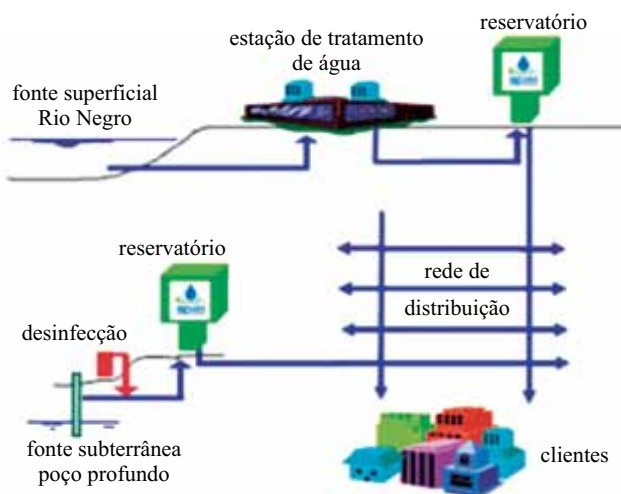 reservatório
estação de tratamento
de água
fonte superficial
Rio Negro
reservatório
rede de
distribuição
desinfecção
fonte subterrânea
poço profundo
clientes